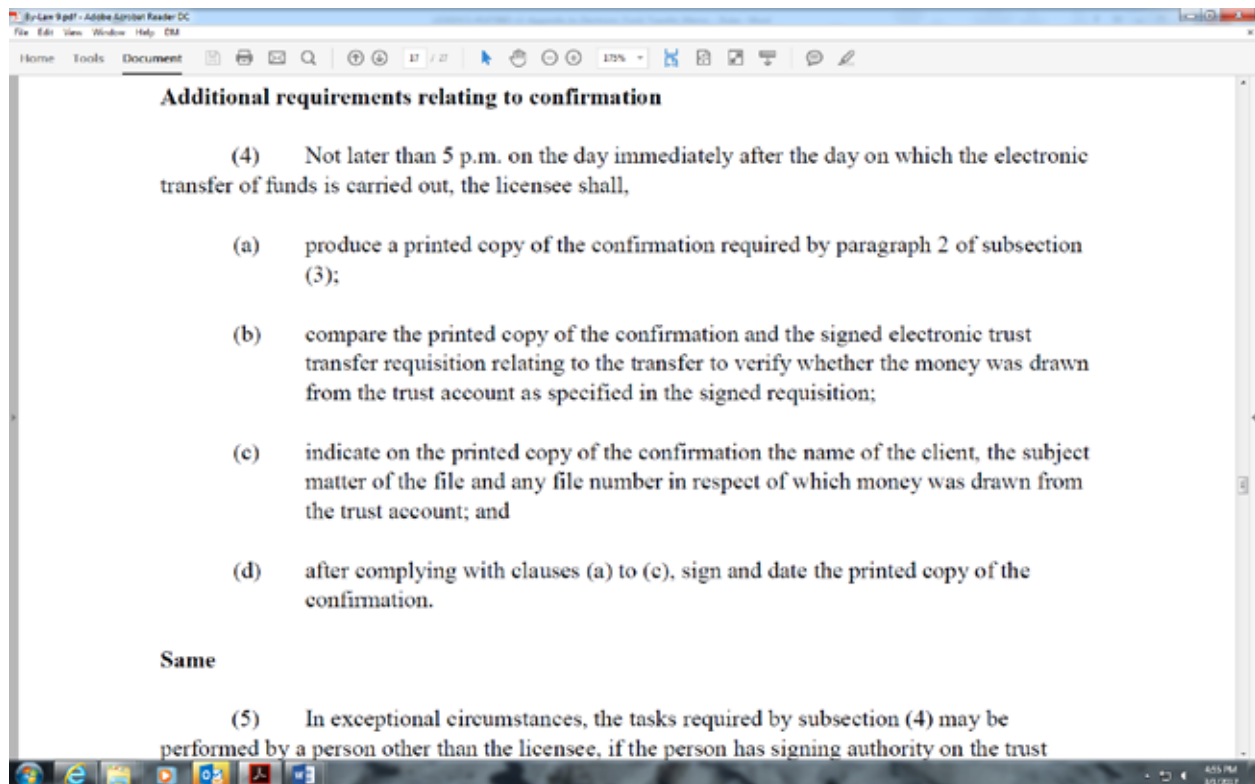 By-Law 9.pdf - Adobe Acrobat Reader DC
File Edit View Window Help
Home Tools Document 17 / 27 175%
Additional requirements relating to confirmation
(4) Not later than 5 p.m. on the day immediately after the day on which the electronic
transfer of funds is carried out, the licensee shall,
(a) produce a printed copy of the confirmation required by paragraph 2 of subsection
(3);
(b) compare the printed copy of the confirmation and the signed electronic trust
transfer requisition relating to the transfer to verify whether the money was drawn
from the trust account as specified in the signed requisition;
(c) indicate on the printed copy of the confirmation the name of the client, the subject
matter of the file and any file number in respect of which money was drawn from
the trust account; and
(d) after complying with clauses (a) to (c), sign and date the printed copy of the
confirmation.
Same
(5) In exceptional circumstances, the tasks required by subsection (4) may be
performed by a person other than the licensee, if the person has signing authority on the trust
4:55 PM